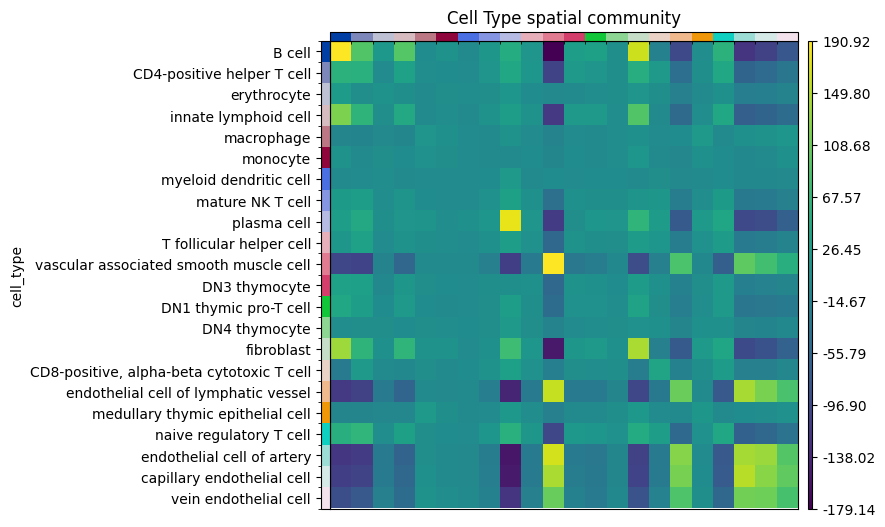 Cell Type spatial community
B cell
CD4-positive helper T cell
erythrocyte
innate lymphoid cell
macrophage
monocyte
myeloid dendritic cell
mature NK T cell
plasma cell
T follicular helper cell
vascular associated smooth muscle cell
DN3 thymocyte
DN1 thymic pro-T cell
DN4 thymocyte
fibroblast
CD8-positive, alpha-beta cytotoxic T cell
endothelial cell of lymphatic vessel
medullary thymic epithelial cell
naive regulatory T cell
endothelial cell of artery
capillary endothelial cell
vein endothelial cell
cell_type
190.92
149.80
108.68
67.57
26.45
-14.67
-55.79
-96.90
-138.02
-179.14